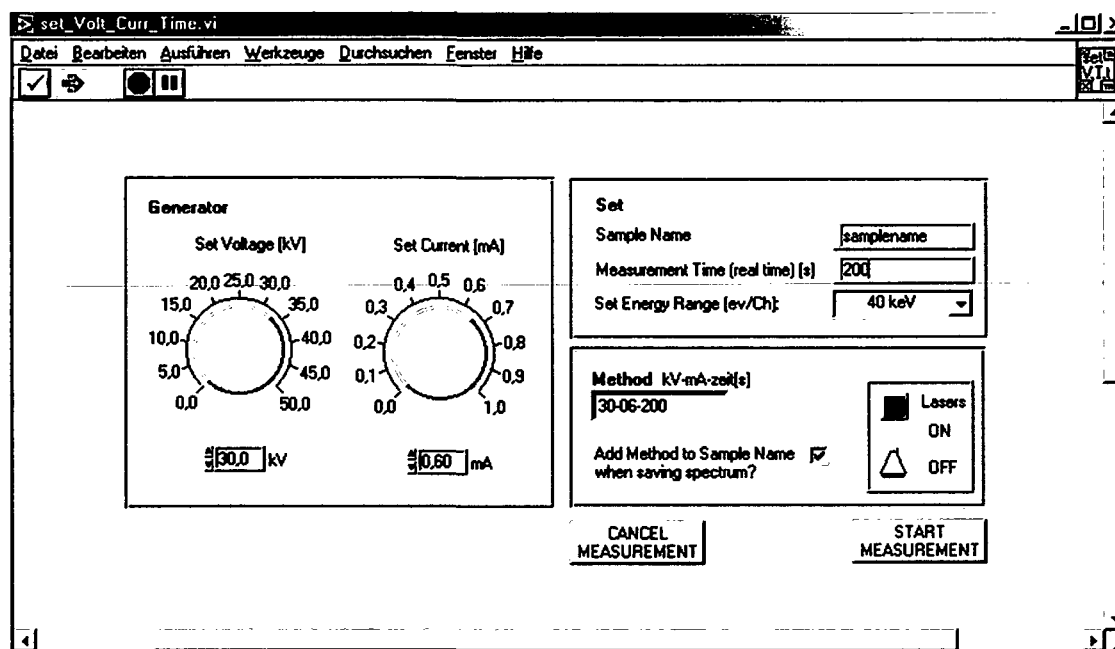 set_Volt_Curr_Time.vi
Datei Bearbeiten Ausführen Werkzeuge Durchsuchen Fenster Hilfe
Generator
Set Voltage [kV]
0,0 5,0 10,0 15,0 20,0 25,0 30,0 35,0 40,0 45,0 50,0
30,0 kV
Set Current [mA]
0,0 0,1 0,2 0,3 0,4 0,5 0,6 0,7 0,8 0,9 1,0
0,60 mA
Set
Sample Name samplename
Measurement Time (real time) [s] 200
Set Energy Range [ev/Ch]: 40 keV
Method kV-mA-zeit[s]
30-06-200
Add Method to Sample Name
when saving spectrum?
Lasers
ON
OFF
CANCEL
MEASUREMENT
START
MEASUREMENT